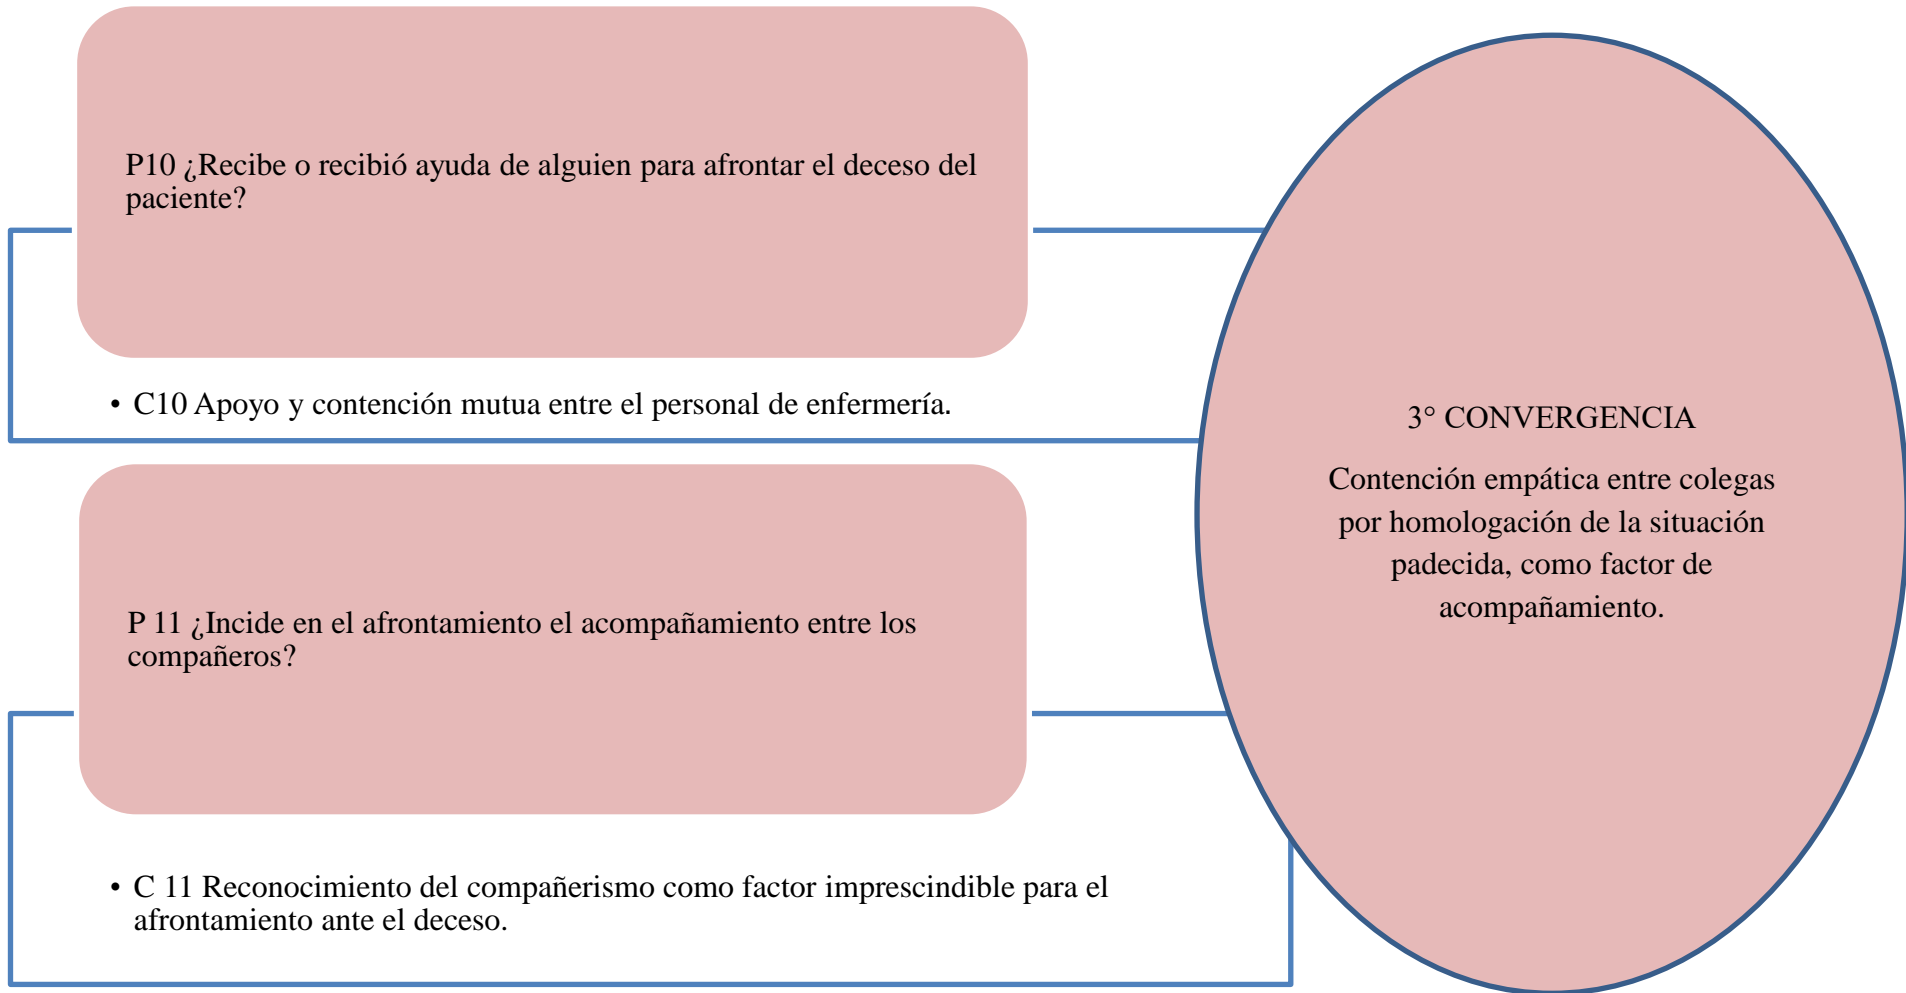 P10 ¿Recibe o recibió ayuda de alguien para afrontar el deceso del
paciente?
• C10 Apoyo y contención mutua entre el personal de enfermería.
P 11 ¿Incide en el afrontamiento el acompañamiento entre los
compañeros?
• C 11 Reconocimiento del compañerismo como factor imprescindible para el
afrontamiento ante el deceso.
3° CONVERGENCIA
Contención empática entre colegas
por homologación de la situación
padecida, como factor de
acompañamiento.